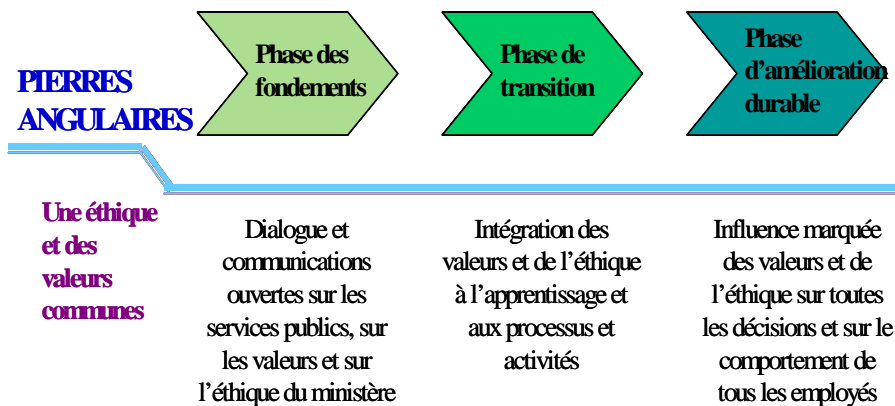 PIERRES
ANGULAIRES
Phase des
fondements
Phase de
transition
Phase
d'amélioration
durable
Une éthique
et des
valeurs
communes
Dialogue et
communications
ouvertes sur les
services publics, sur
les valeurs et sur
l'éthique du ministère
Intégration des
valeurs et de l'éthique
à l'apprentissage et
aux processus et
activités
Influence marquée
des valeurs et de
l'éthique sur toutes
les décisions et sur le
comportement de
tous les employés